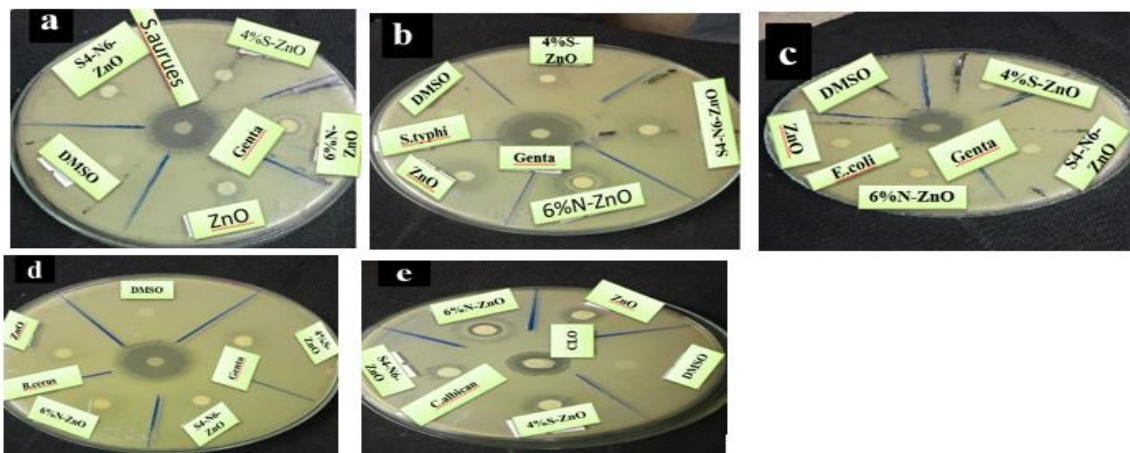 a
S4-N6-
ZnO
S.aurues
4%S-ZnO
Genta
6%N-
ZnO
DMSO
ZnO
b
4%S-
ZnO
DMSO
S4-N6-ZnO
S.typhi
Genta
ZnO
6%N-ZnO
c
DMSO
4%S-ZnO
ZnO
E.coli
Genta
S4-N6-
ZnO
6%N-ZnO
d
DMSO
ZnO
4%S-
ZnO
Genta
B.cerus
6%N-ZnO
S4-N6-
ZnO
e
6%N-ZnO
ZnO
CLO
S4-N6-
ZnO
DMSO
C.albican
4%S-ZnO